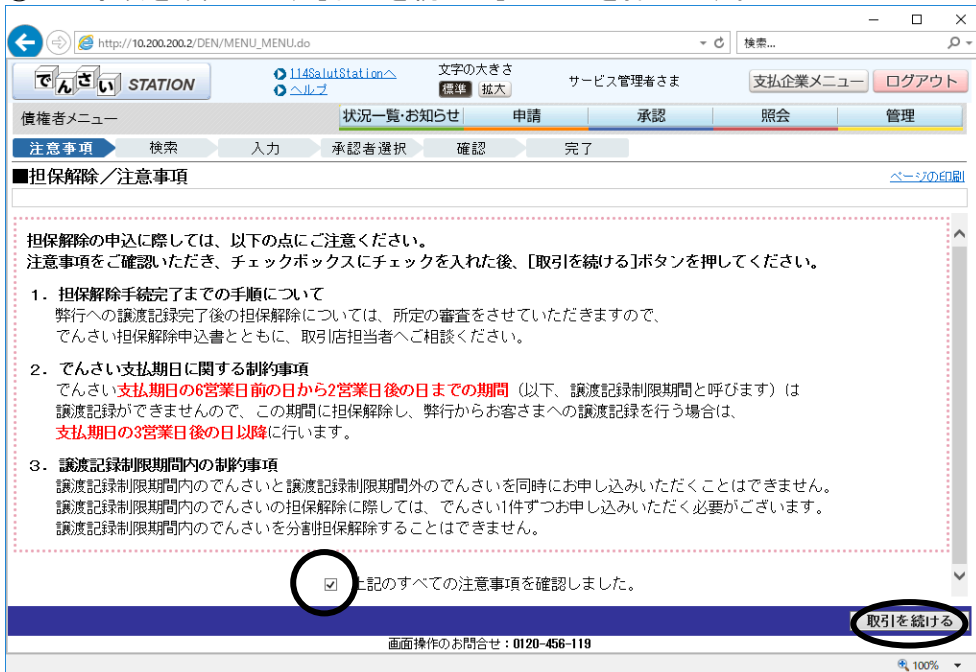 http://10.200.200.2/DEN/MENU_MENU.do
検索...
でんさい STATION
114SalutStationへ
ヘルプ
文字の大きさ
標準 拡大
サービス管理者さま
支払企業メニュー
ログアウト
債権者メニュー
状況一覧・お知らせ 申請 承認 照会 管理
注意事項 検索 入力 承認者選択 確認 完了
■担保解除／注意事項
ページの印刷
担保解除の申込に際しては、以下の点にご注意ください。
注意事項をご確認いただき、チェックボックスにチェックを入れた後、[取引を続ける]ボタンを押してください。
1. 担保解除手続完了までの手順について
弊行への譲渡記録完了後の担保解除については、所定の審査をさせていただきますので、
でんさい担保解除申込書とともに、取引店担当者へご相談ください。
2. でんさい支払期日に関する制約事項
でんさい支払期日の6営業日前の日から2営業日後の日までの期間（以下、譲渡記録制限期間と呼びます）は
譲渡記録ができませんので、この期間に担保解除し、弊行からお客さまへの譲渡記録を行う場合は、
支払期日の3営業日後の日以降に行います。
3. 譲渡記録制限期間内の制約事項
譲渡記録制限期間内のでんさいと譲渡記録制限期間外のでんさいを同時にお申し込みいただくことはできません。
譲渡記録制限期間内のでんさいの担保解除に際しては、でんさい1件ずつお申し込みいただく必要がございます。
譲渡記録制限期間内のでんさいを分割担保解除することはできません。
上記のすべての注意事項を確認しました。
取引を続ける
画面操作のお問合せ：0120-456-119
100%